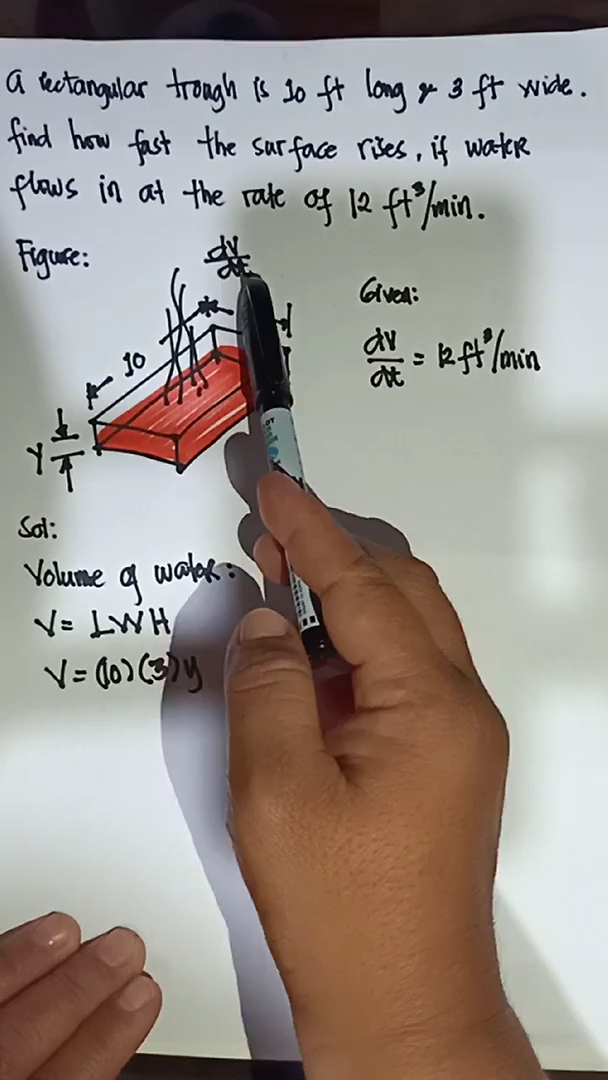 A rectangular trough is 10 ft long & 3 ft wide.
find how fast the surface rises, if water
flows in at the rate of 12 ft³/min.
Figure:
dV/dt
Given:
dV/dt = 12 ft³/min
10
Y
Sol:
Volume of water:
V = LWH
V = (10)(3)y